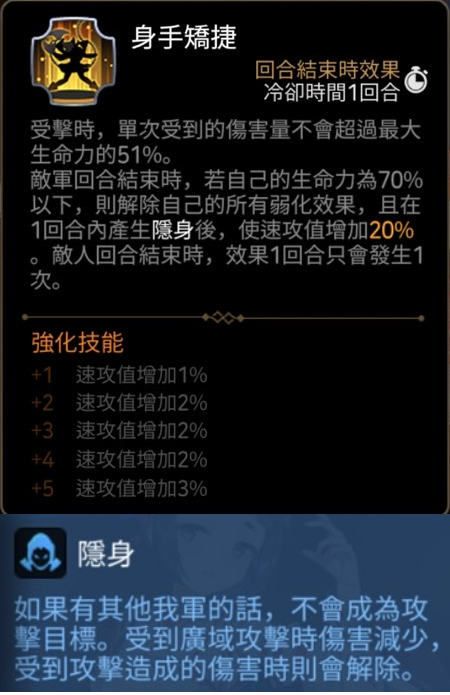 身手矯捷
回合結束時效果
冷卻時間1回合
受擊時，單次受到的傷害量不會超過最大
生命力的51%。
敵軍回合結束時，若自己的生命力為70%
以下，則解除自己的所有弱化效果，且在
1回合內產生隱身後，使速攻值增加20%
。敵人回合結束時，效果1回合只會發生1
次。
強化技能
+1 速攻值增加1%
+2 速攻值增加2%
+3 速攻值增加2%
+4 速攻值增加2%
+5 速攻值增加3%
隱身
如果有其他我軍的話，不會成為攻
擊目標。受到廣域攻擊時傷害減少，
受到攻擊造成的傷害時則會解除。